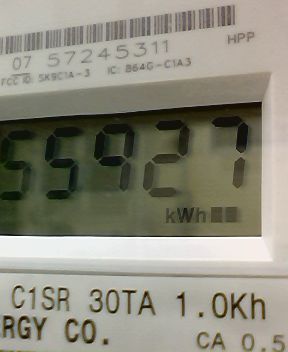 07 57245311
HPP
FCC ID: SK9C1A-3 IC: 864G-C1A3
55927
kWh
C1SR 30TA 1.0Kh
RGY CO.
CA 0.5